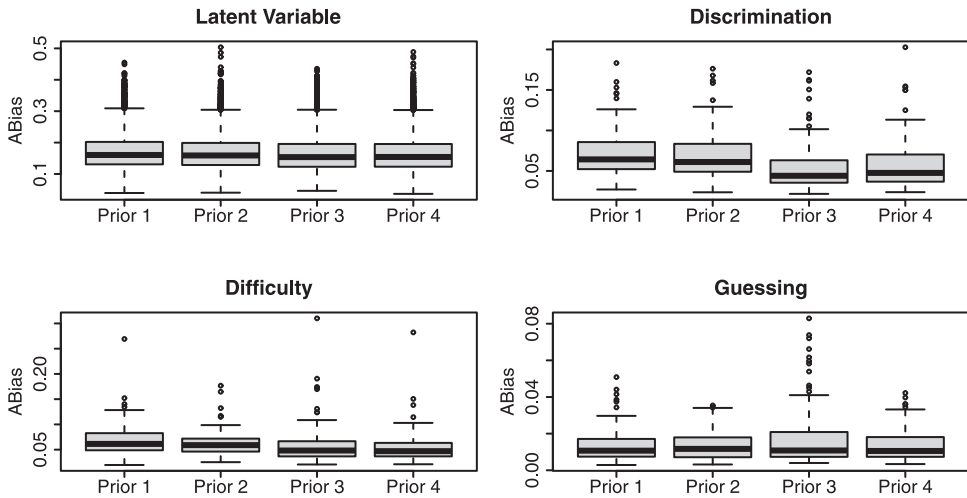 Latent Variable
ABias
0.5
0.3
0.1
Prior 1 Prior 2 Prior 3 Prior 4
Discrimination
ABias
0.15
0.05
Prior 1 Prior 2 Prior 3 Prior 4
Difficulty
ABias
0.20
0.05
Prior 1 Prior 2 Prior 3 Prior 4
Guessing
ABias
0.08
0.04
0.00
Prior 1 Prior 2 Prior 3 Prior 4